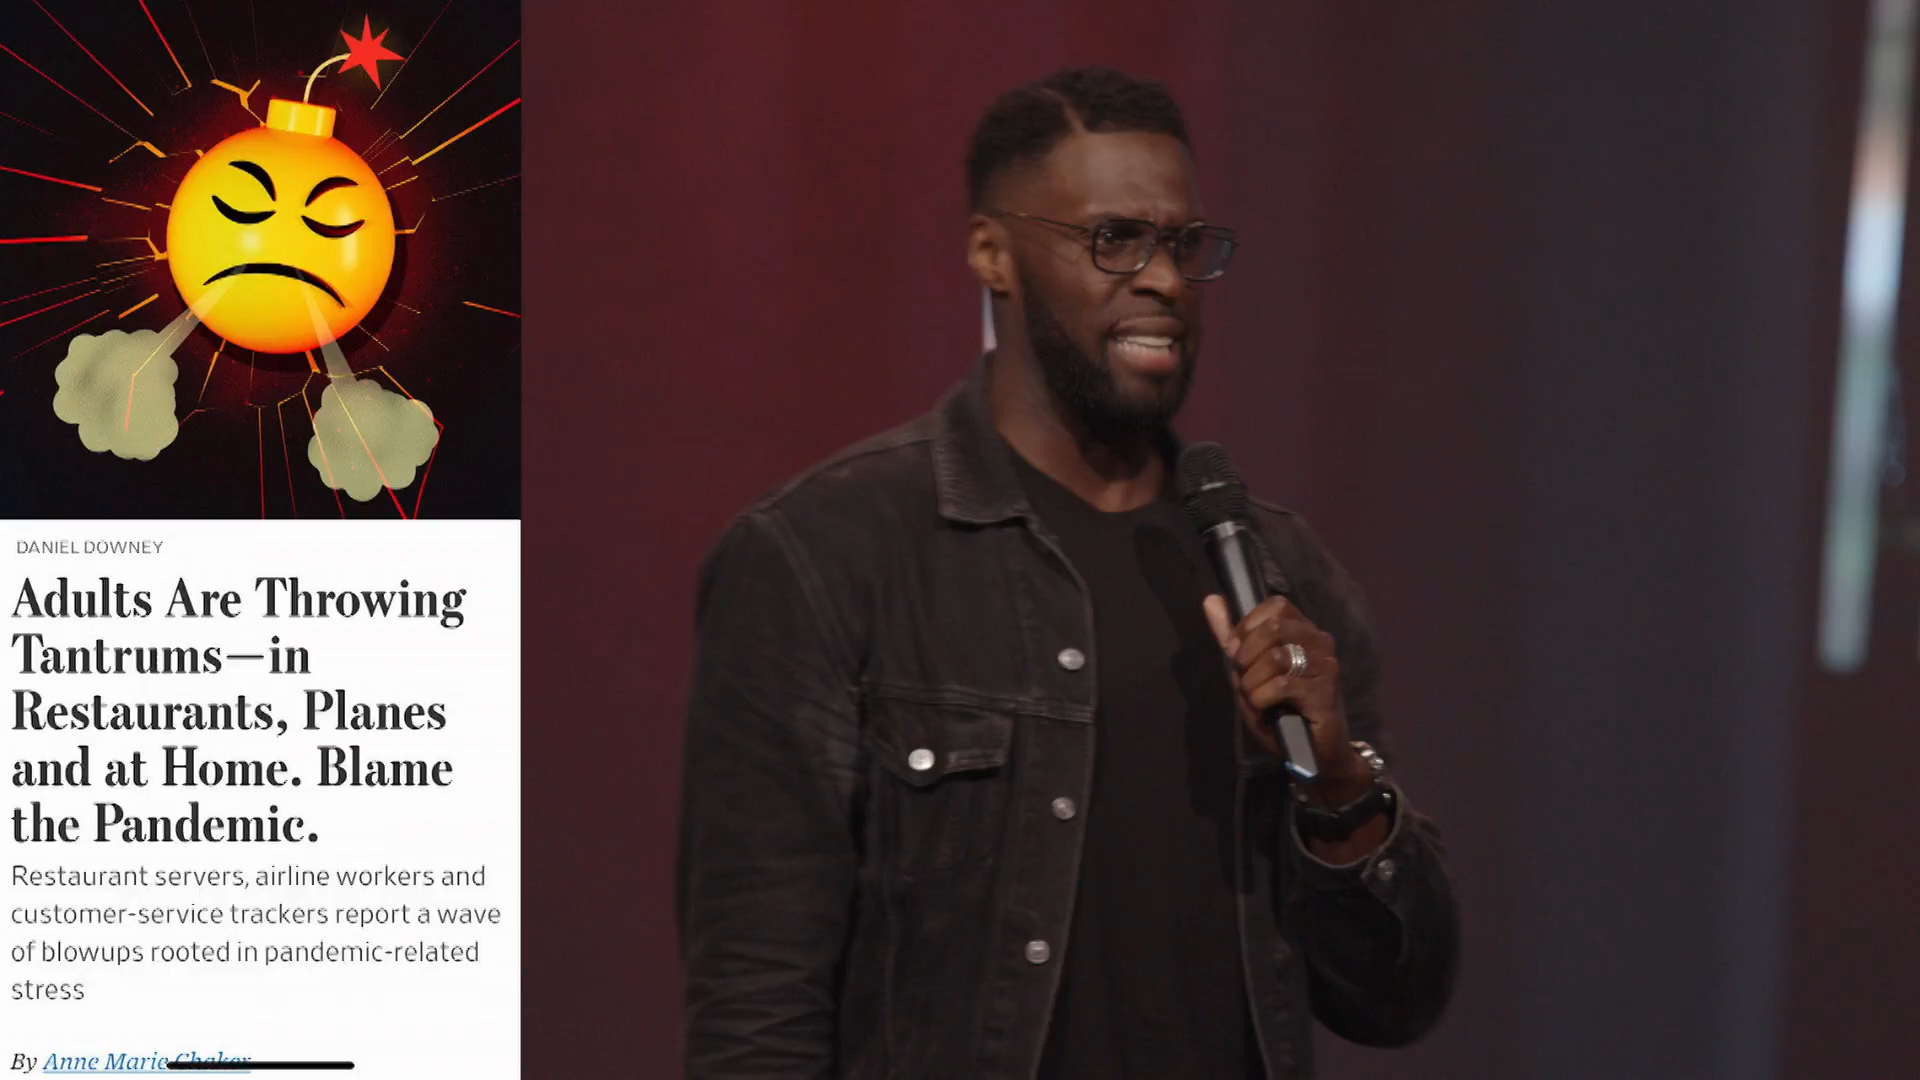 DANIEL DOWNEY
Adults Are Throwing
Tantrums—in
Restaurants, Planes
and at Home. Blame
the Pandemic.
Restaurant servers, airline workers and
customer-service trackers report a wave
of blowups rooted in pandemic-related
stress
By Anne Marie Chaker